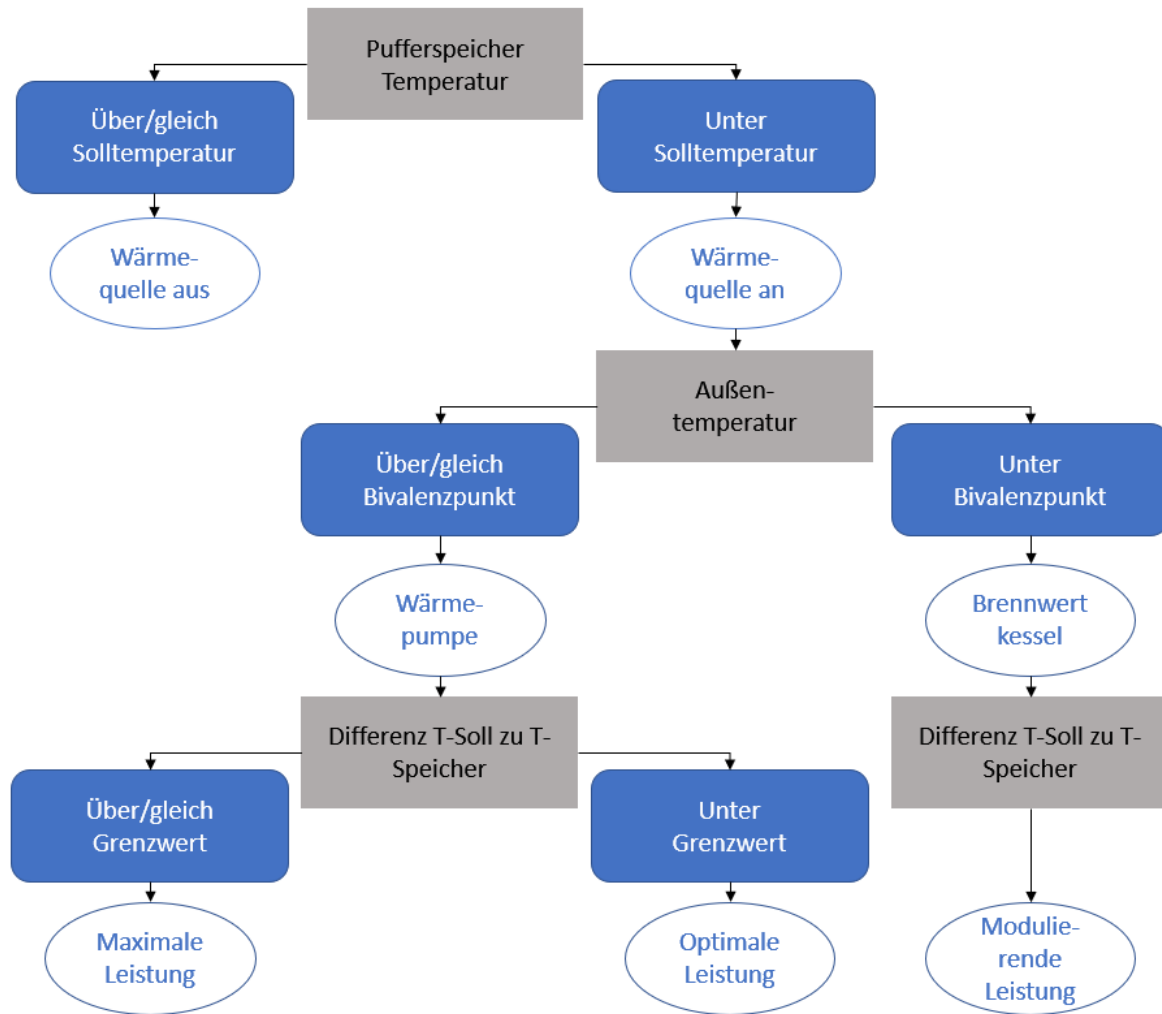 Pufferspeicher
Temperatur
Über/gleich
Solltemperatur
Unter
Solltemperatur
Wärme-
quelle aus
Wärme-
quelle an
Außen-
temperatur
Über/gleich
Bivalenzpunkt
Unter
Bivalenzpunkt
Wärme-
pumpe
Brennwert
kessel
Differenz T-Soll zu T-
Speicher
Differenz T-Soll zu T-
Speicher
Über/gleich
Grenzwert
Unter
Grenzwert
Maximale
Leistung
Optimale
Leistung
Modulie-
rende
Leistung